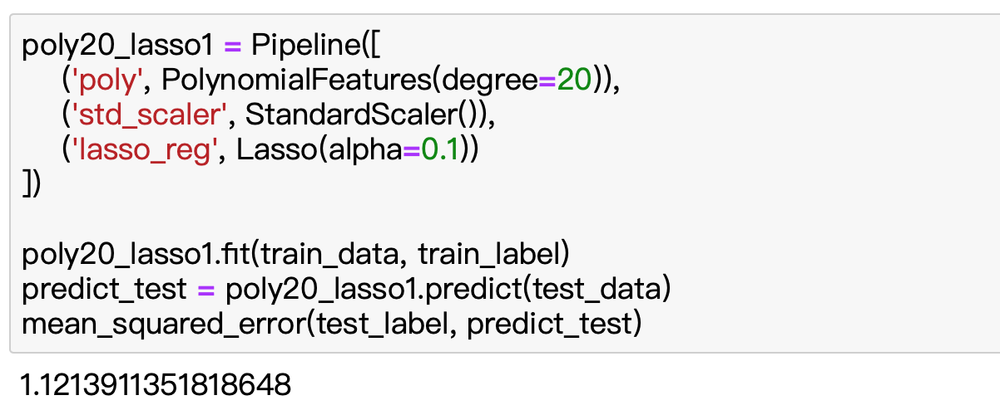 poly20_lasso1 = Pipeline([
    ('poly', PolynomialFeatures(degree=20)),
    ('std_scaler', StandardScaler()),
    ('lasso_reg', Lasso(alpha=0.1))
])
poly20_lasso1.fit(train_data, train_label)
predict_test = poly20_lasso1.predict(test_data)
mean_squared_error(test_label, predict_test)
1.1213911351818648